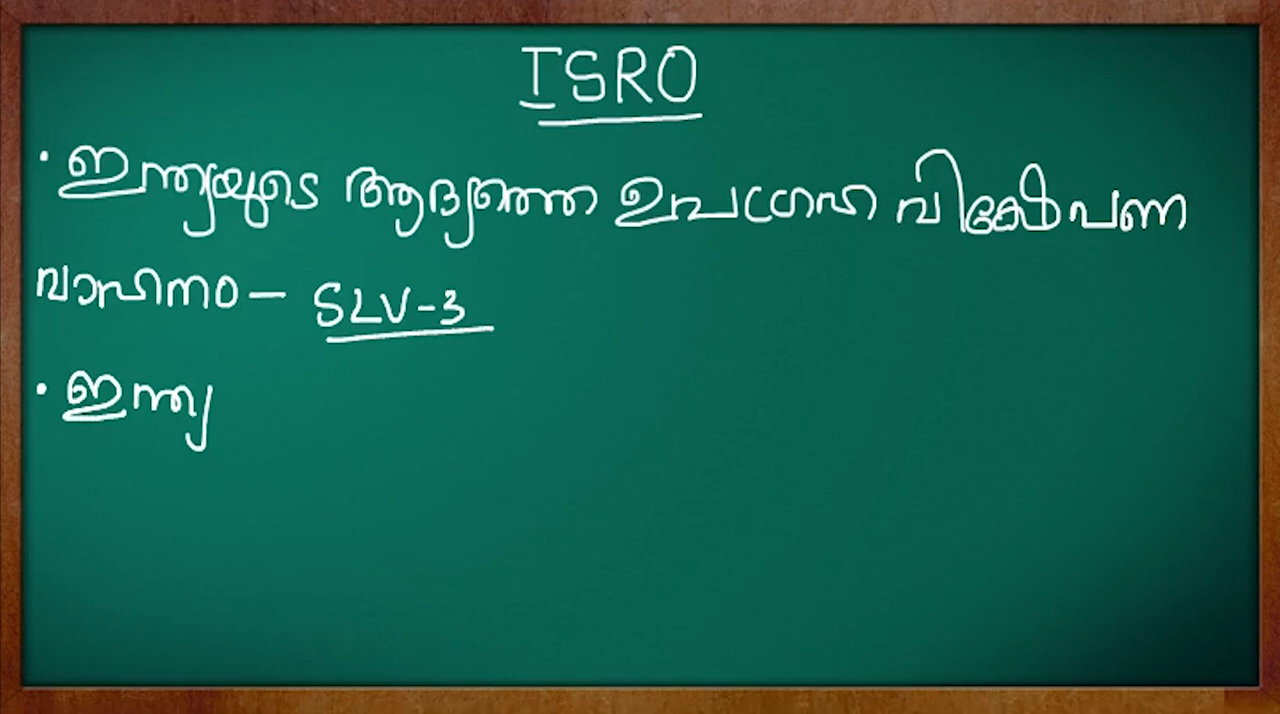 ISRO
• ഇന്ത്യയുടെ ആദ്യത്തെ ഉപഗ്രഹ വിക്ഷേപണ
വാഹനം – SLV-3
• ഇന്ത്യ